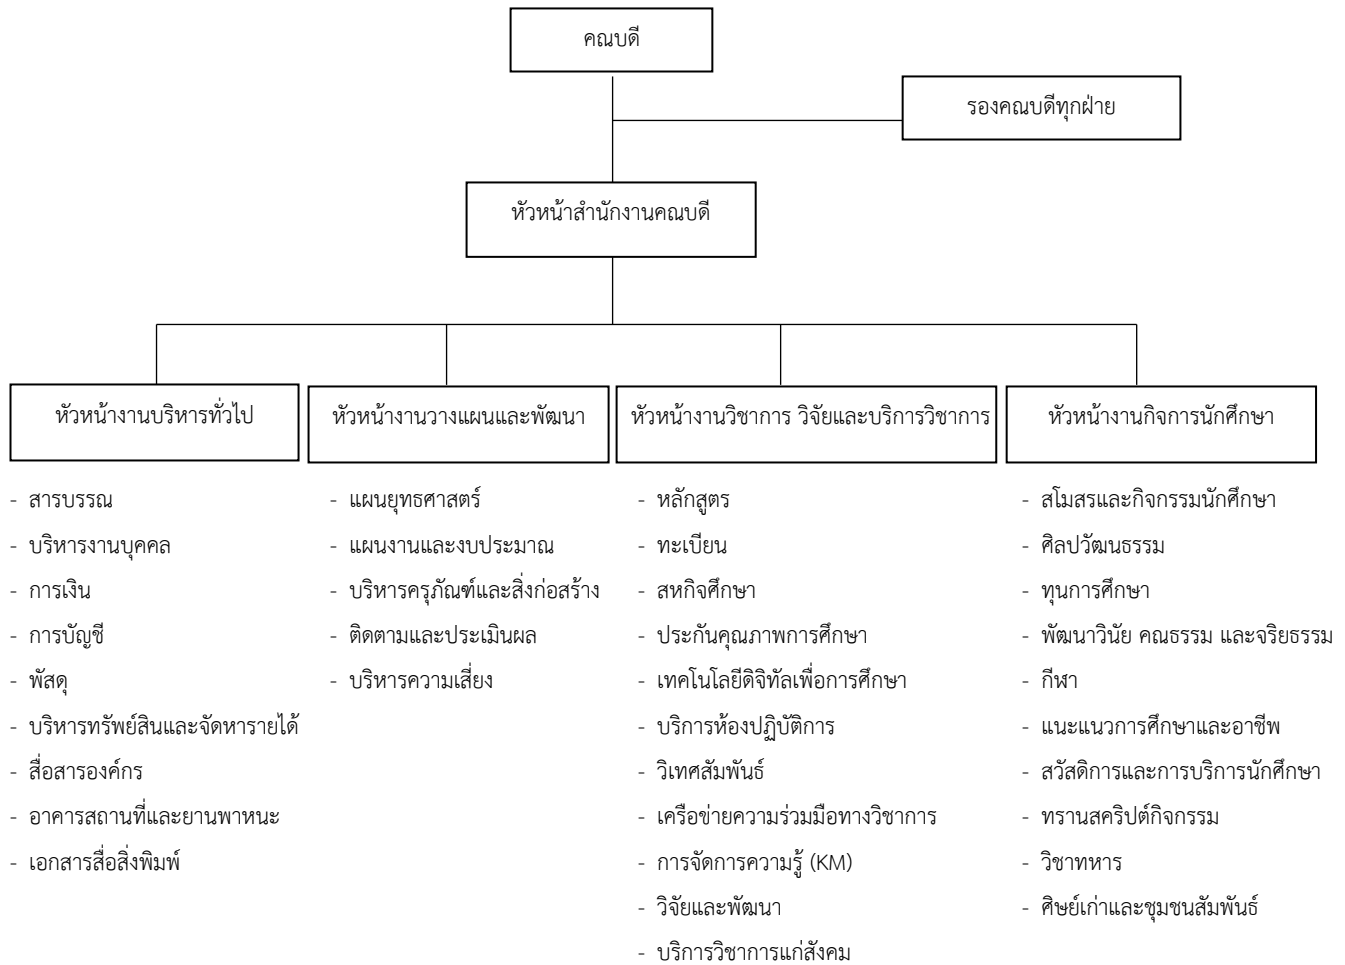 คณบดี
รองคณบดีทุกฝ่าย
หัวหน้าสำนักงานคณบดี
หัวหน้างานบริหารทั่วไป
- สารบรรณ
- บริหารงานบุคคล
- การเงิน
- การบัญชี
- พัสดุ
- บริหารทรัพย์สินและจัดหารายได้
- สื่อสารองค์กร
- อาคารสถานที่และยานพาหนะ
- เอกสารสื่อสิ่งพิมพ์
หัวหน้างานวางแผนและพัฒนา
- แผนยุทธศาสตร์
- แผนงานและงบประมาณ
- บริหารครุภัณฑ์และสิ่งก่อสร้าง
- ติดตามและประเมินผล
- บริหารความเสี่ยง
หัวหน้างานวิชาการ วิจัยและบริการวิชาการ
- หลักสูตร
- ทะเบียน
- สหกิจศึกษา
- ประกันคุณภาพการศึกษา
- เทคโนโลยีดิจิทัลเพื่อการศึกษา
- บริการห้องปฏิบัติการ
- วิเทศสัมพันธ์
- เครือข่ายความร่วมมือทางวิชาการ
- การจัดการความรู้ (KM)
- วิจัยและพัฒนา
- บริการวิชาการแก่สังคม
หัวหน้างานกิจการนักศึกษา
- สโมสรและกิจกรรมนักศึกษา
- ศิลปวัฒนธรรม
- ทุนการศึกษา
- พัฒนาวินัย คณธรรม และจริยธรรม
- กีฬา
- แนะแนวการศึกษาและอาชีพ
- สวัสดิการและการบริการนักศึกษา
- ทรานสคริปต์กิจกรรม
- วิชาทหาร
- ศิษย์เก่าและชุมชนสัมพันธ์